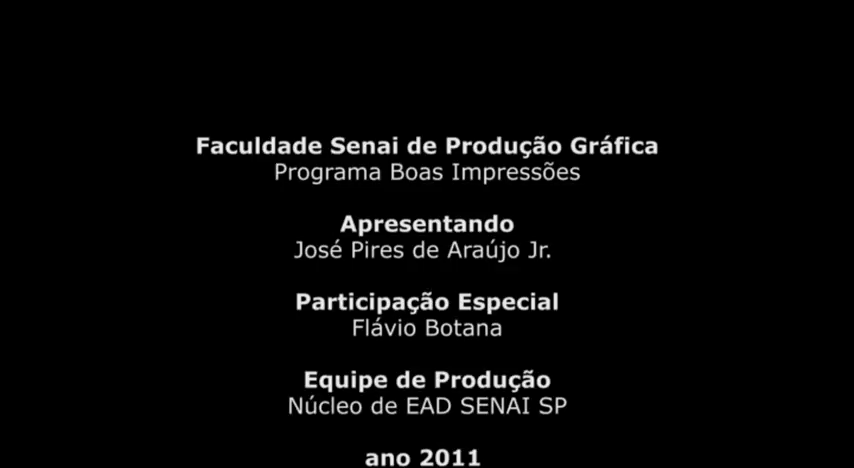 Faculdade Senai de Produção Gráfica
Programa Boas Impressões
Apresentando
José Pires de Araújo Jr.
Participação Especial
Flávio Botana
Equipe de Produção
Núcleo de EAD SENAI SP
ano 2011